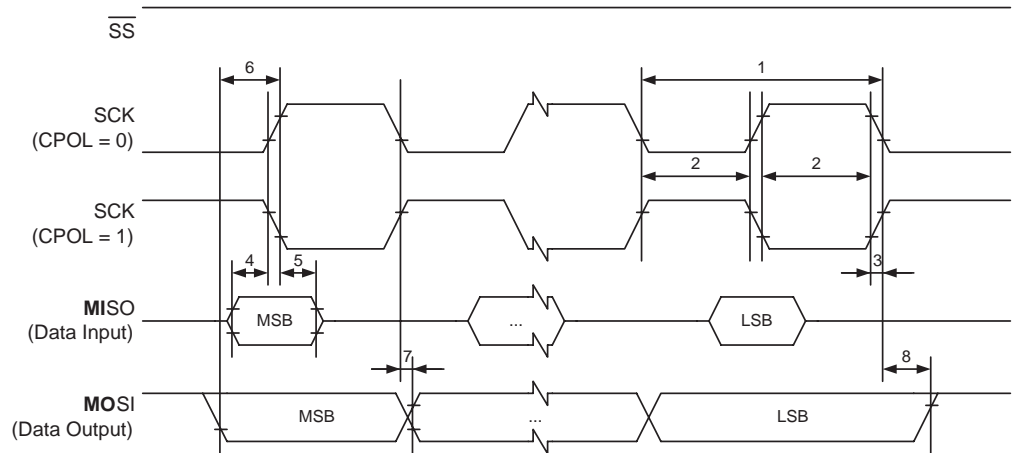 SS
6
1
SCK
(CPOL = 0)
2
2
SCK
(CPOL = 1)
4
5
3
MISO
(Data Input)
MSB
...
LSB
7
8
MOSI
(Data Output)
MSB
...
LSB